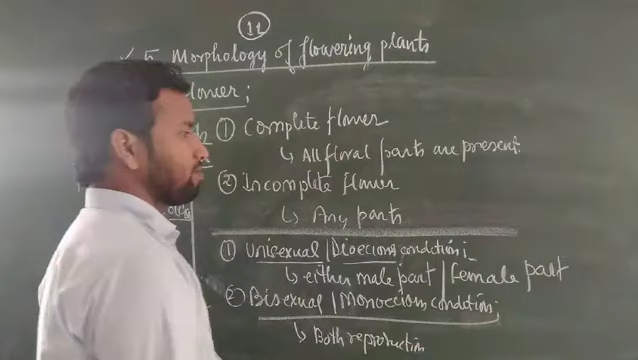 11
5. Morphology of flowering plants
lower;
① Complete flower
↳ All floral parts are present.
② Incomplete flower
↳ Any parts
① Unisexual / Dioecious condition;
↳ either male part / female part
② Bisexual / Monoecious condition;
↳ Both reproduction